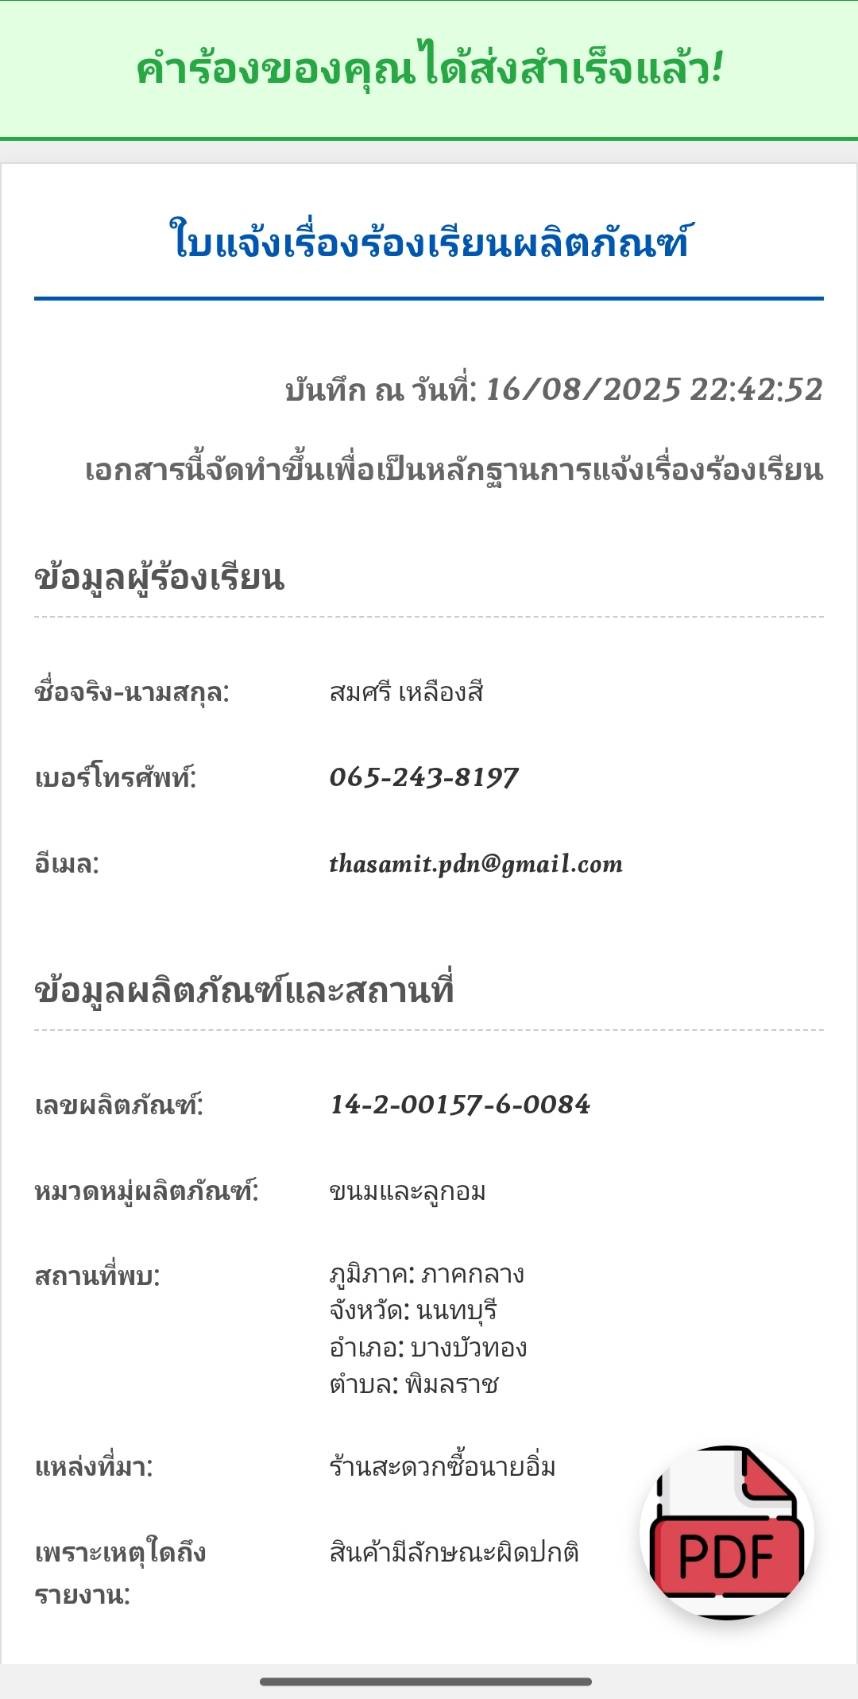 คำร้องของคุณได้ส่งสำเร็จแล้ว!
ใบแจ้งเรื่องร้องเรียนผลิตภัณฑ์
บันทึก ณ วันที่: 16/08/2025 22:42:52
เอกสารนี้จัดทำขึ้นเพื่อเป็นหลักฐานการแจ้งเรื่องร้องเรียน
ข้อมูลผู้ร้องเรียน
ชื่อจริง-นามสกุล: สมศรี เหลืองสี
เบอร์โทรศัพท์: 065-243-8197
อีเมล: thasamit.pdn@gmail.com
ข้อมูลผลิตภัณฑ์และสถานที่
เลขผลิตภัณฑ์: 14-2-00157-6-0084
หมวดหมู่ผลิตภัณฑ์: ขนมและลูกอม
สถานที่พบ: ภูมิภาค: ภาคกลาง
จังหวัด: นนทบุรี
อำเภอ: บางบัวทอง
ตำบล: พิมลราช
แหล่งที่มา: ร้านสะดวกซื้อนายอิ่ม
เพราะเหตุใดถึง สินค้ามีลักษณะผิดปกติ
รายงาน:
PDF